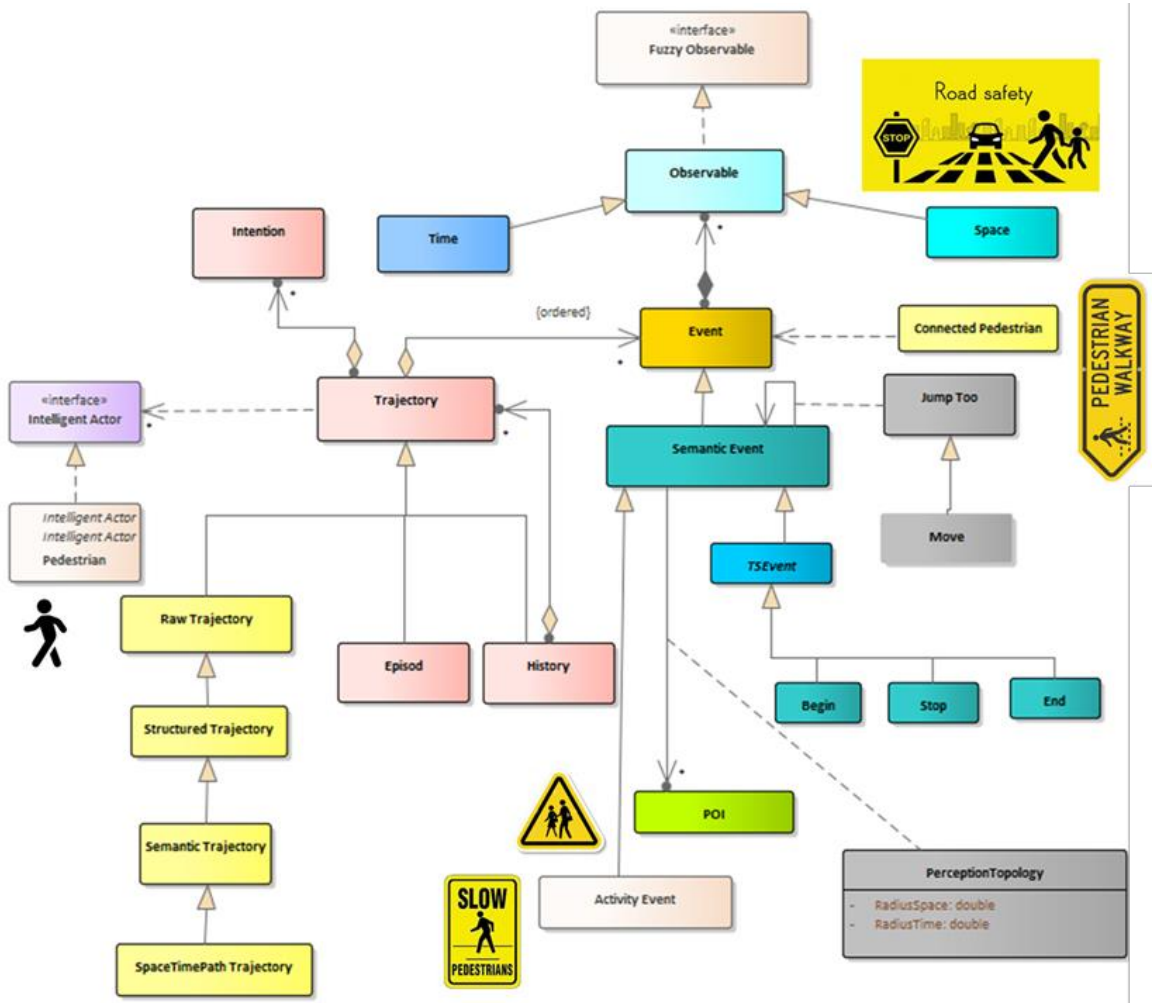 «interface»
Fuzzy Observable
Road safety
STOP
Observable
Intention
Time
*
Space
*
{ordered}
Event
Connected Pedestrian
*
PEDESTRIAN
WALKWAY
«interface»
Intelligent Actor
*
Trajectory
*
Jump Too
Semantic Event
Intelligent Actor
Intelligent Actor
Pedestrian
Move
TSEvent
Raw Trajectory
Episod
History
Begin
Stop
End
Structured Trajectory
*
POI
Semantic Trajectory
PerceptionTopology
- RadiusSpace: double
- RadiusTime: double
Activity Event
SLOW
PEDESTRIANS
SpaceTimePath Trajectory